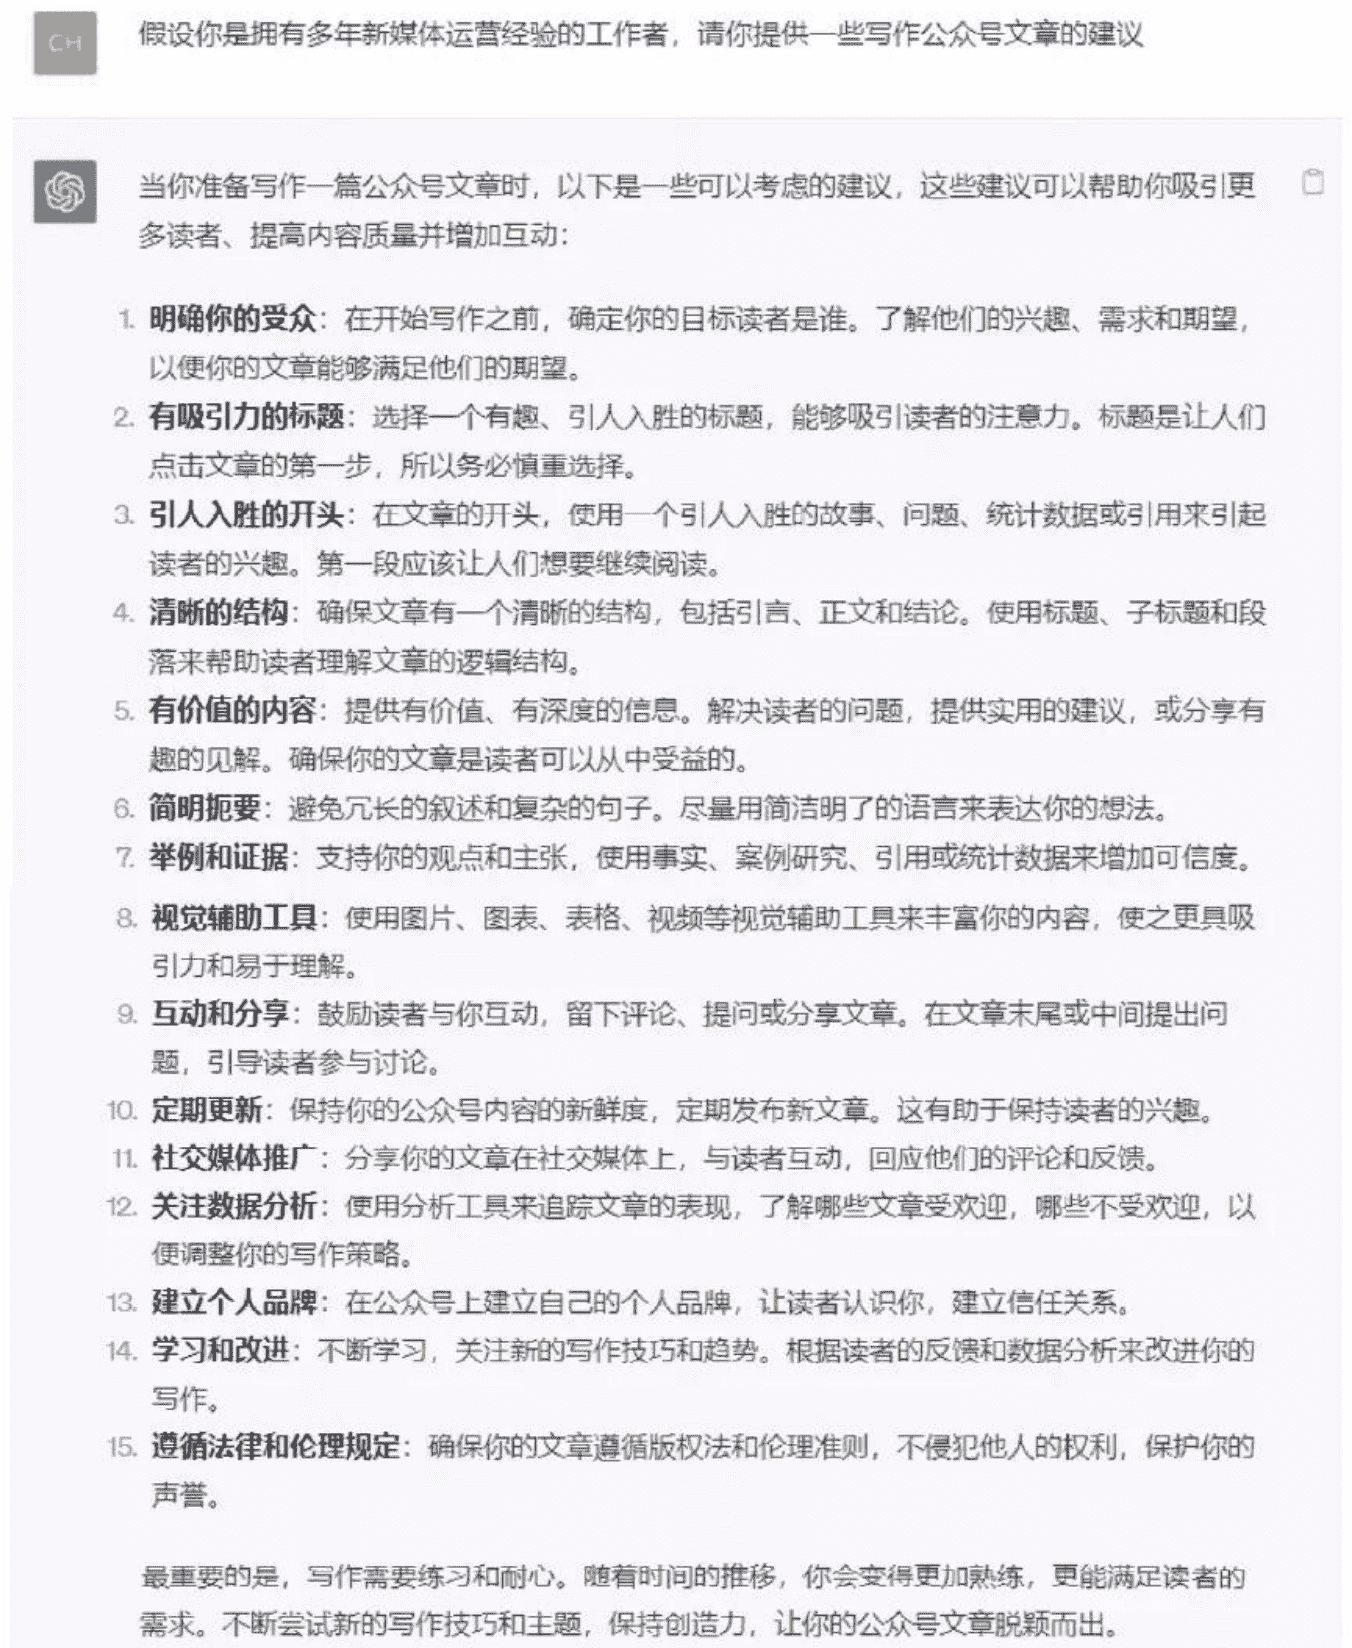 CH
假设你是拥有多年新媒体运营经验的工作者，请你提供一些写作公众号文章的建议
当你准备写作一篇公众号文章时，以下是一些可以考虑的建议，这些建议可以帮助你吸引更
多读者、提高内容质量并增加互动：
1. 明确你的受众：在开始写作之前，确定你的目标读者是谁。了解他们的兴趣、需求和期望，
以便你的文章能够满足他们的期望。
2. 有吸引力的标题：选择一个有趣、引人入胜的标题，能够吸引读者的注意力。标题是让人们
点击文章的第一步，所以务必慎重选择。
3. 引人入胜的开头：在文章的开头，使用一个引人入胜的故事、问题、统计数据或引用来引起
读者的兴趣。第一段应该让人们想要继续阅读。
4. 清晰的结构：确保文章有一个清晰的结构，包括引言、正文和结论。使用标题、子标题和段
落来帮助读者理解文章的逻辑结构。
5. 有价值的内容：提供有价值、有深度的信息。解决读者的问题，提供实用的建议，或分享有
趣的见解。确保你的文章是读者可以从中受益的。
6. 简明扼要：避免冗长的叙述和复杂的句子。尽量用简洁明了的语言来表达你的想法。
7. 举例和证据：支持你的观点和主张，使用事实、案例研究、引用或统计数据来增加可信度。
8. 视觉辅助工具：使用图片、图表、表格、视频等视觉辅助工具来丰富你的内容，使之更具吸
引力和易于理解。
9. 互动和分享：鼓励读者与你互动，留下评论、提问或分享文章。在文章末尾或中间提出问
题，引导读者参与讨论。
10. 定期更新：保持你的公众号内容的新鲜度，定期发布新文章。这有助于保持读者的兴趣。
11. 社交媒体推广：分享你的文章在社交媒体上，与读者互动，回应他们的评论和反馈。
12. 关注数据分析：使用分析工具来追踪文章的表现，了解哪些文章受欢迎，哪些不受欢迎，以
便调整你的写作策略。
13. 建立个人品牌：在公众号上建立自己的个人品牌，让读者认识你，建立信任关系。
14. 学习和改进：不断学习，关注新的写作技巧和趋势。根据读者的反馈和数据分析来改进你的
写作。
15. 遵循法律和伦理规定：确保你的文章遵循版权法和伦理准则，不侵犯他人的权利，保护你的
声誉。
最重要的是，写作需要练习和耐心。随着时间的推移，你会变得更加熟练，更能满足读者的
需求。不断尝试新的写作技巧和主题，保持创造力，让你的公众号文章脱颖而出。